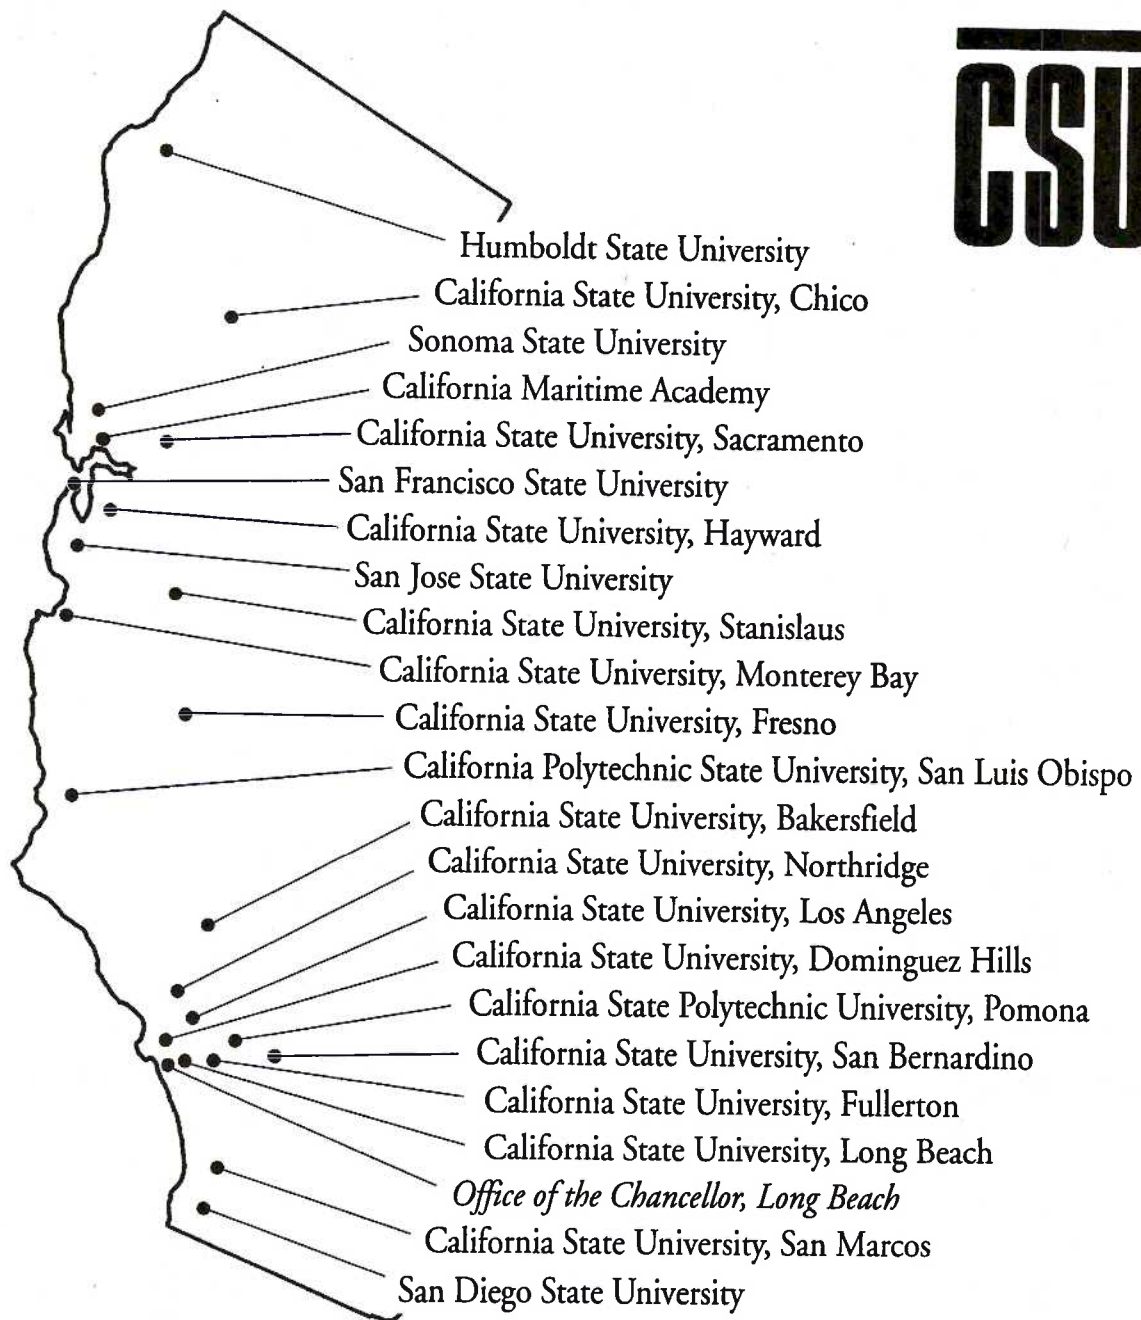 CSU
Humboldt State University
California State University, Chico
Sonoma State University
California Maritime Academy
California State University, Sacramento
San Francisco State University
California State University, Hayward
San Jose State University
California State University, Stanislaus
California State University, Monterey Bay
California State University, Fresno
California Polytechnic State University, San Luis Obispo
California State University, Bakersfield
California State University, Northridge
California State University, Los Angeles
California State University, Dominguez Hills
California State Polytechnic University, Pomona
California State University, San Bernardino
California State University, Fullerton
California State University, Long Beach
Office of the Chancellor, Long Beach
California State University, San Marcos
San Diego State University